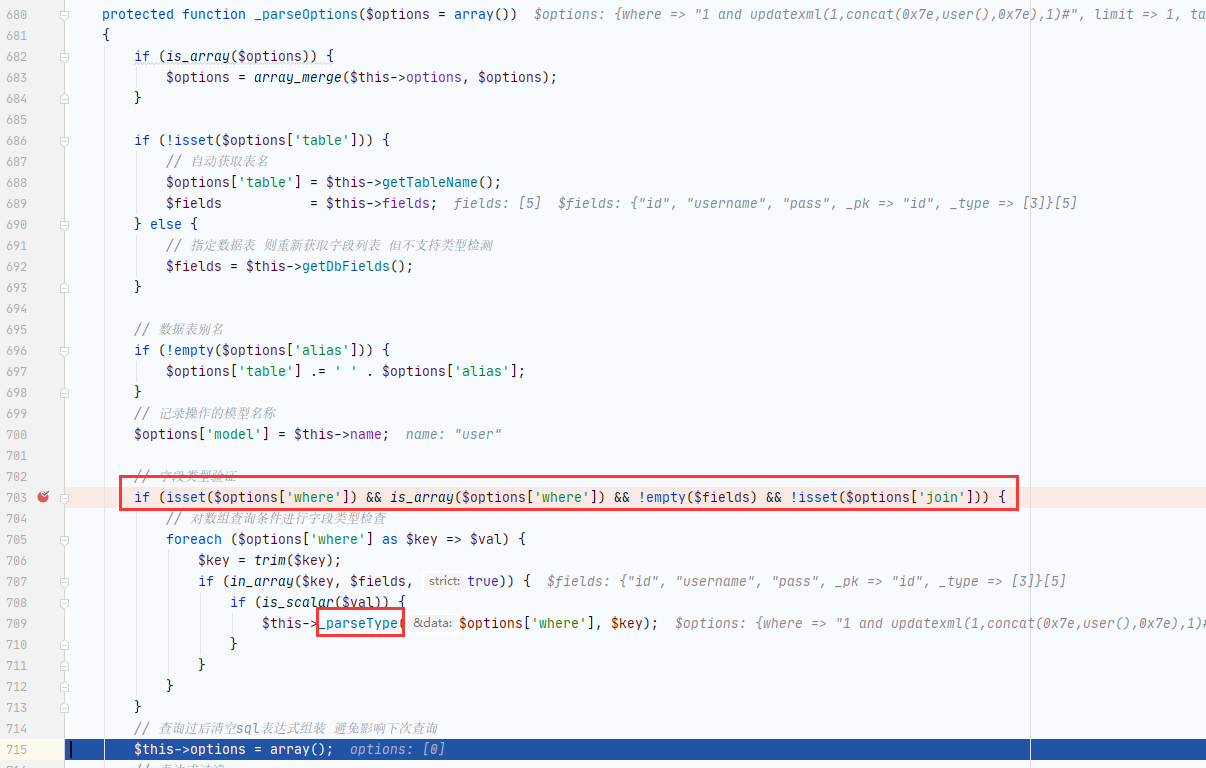 680 protected function _parseOptions($options = array())  $options: {where => "1 and updatexml(1,concat(0x7e,user(),0x7e),1)#", limit => 1, ta
681 {
682 if (is_array($options)) {
683 $options = array_merge($this->options, $options);
684 }
685
686 if (!isset($options['table'])) {
687 // 自动获取表名
688 $options['table'] = $this->getTableName();
689 $fields           = $this->fields;  fields: [5]  $fields: {"id", "username", "pass", _pk => "id", _type => [3]}[5]
690 } else {
691 // 指定数据表 则重新获取字段列表 但不支持类型检测
692 $fields = $this->getDbFields();
693 }
694
695 // 数据表别名
696 if (!empty($options['alias'])) {
697 $options['table'] .= ' ' . $options['alias'];
698 }
699 // 记录操作的模型名称
700 $options['model'] = $this->name;  name: "user"
701
702 // 字段类型验证
703 if (isset($options['where']) && is_array($options['where']) && !empty($fields) && !isset($options['join'])) {
704 // 对数组查询条件进行字段类型检查
705 foreach ($options['where'] as $key => $val) {
706 $key = trim($key);
707 if (in_array($key, $fields, strict: true)) {  $fields: {"id", "username", "pass", _pk => "id", _type => [3]}[5]
708 if (is_scalar($val)) {
709 $this->_parseType( &data: $options['where'], $key);  $options: {where => "1 and updatexml(1,concat(0x7e,user(),0x7e),1)#
710 }
711 }
712 }
713 }
714 // 查询过后清空sql表达式组装 避免影响下次查询
715 $this->options = array();  options: [0]